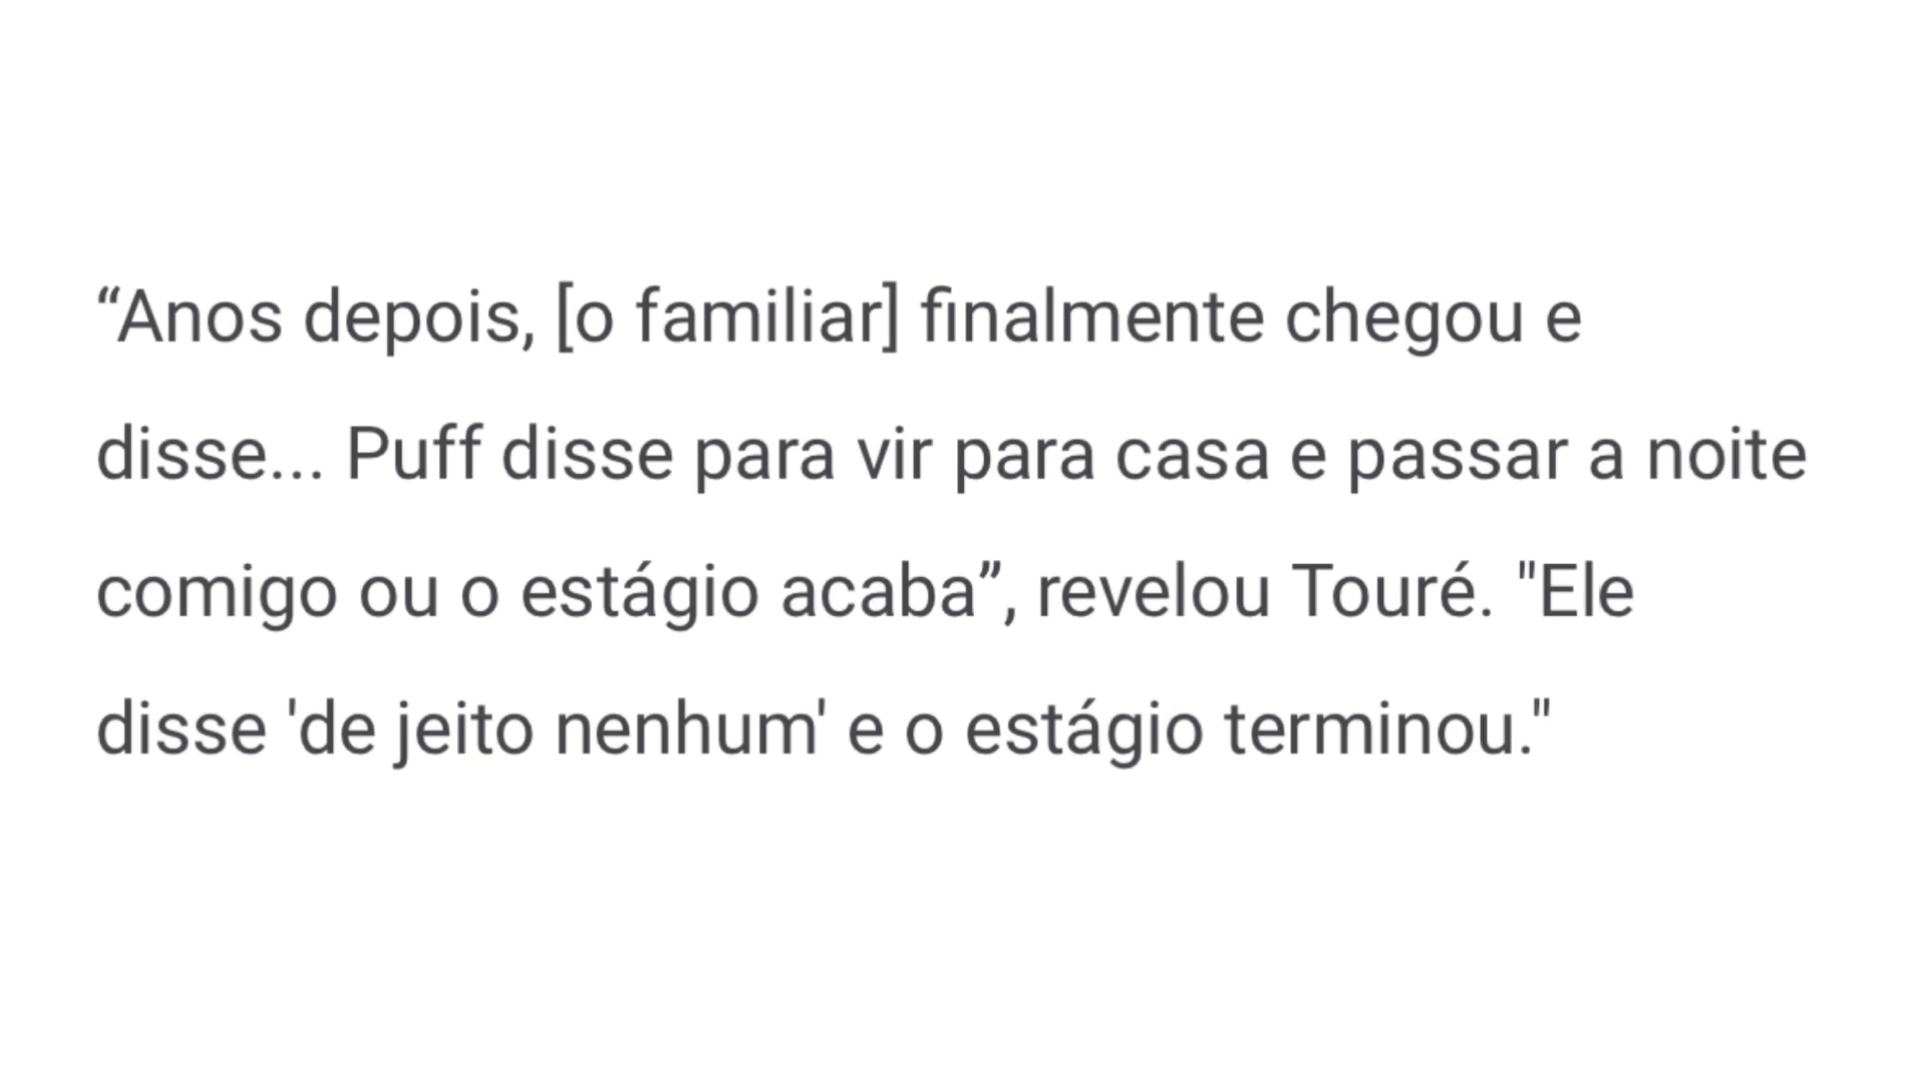 “Anos depois, [o familiar] finalmente chegou e
disse... Puff disse para vir para casa e passar a noite
comigo ou o estágio acaba”, revelou Touré. "Ele
disse 'de jeito nenhum' e o estágio terminou."